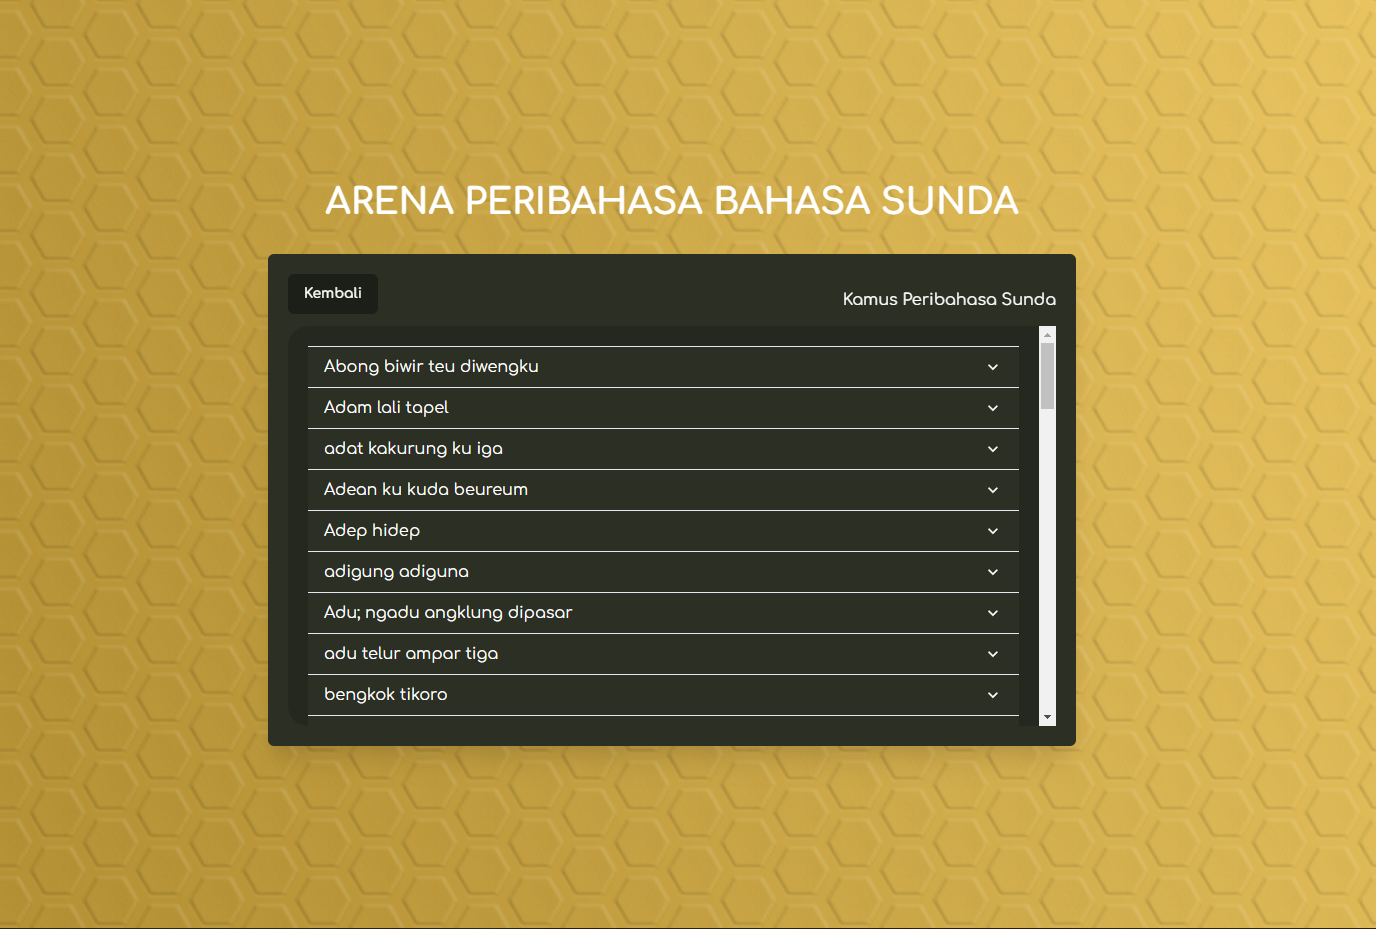 ARENA PERIBAHASA BAHASA SUNDA
Kembali
Kamus Peribahasa Sunda
Abong biwir teu diwengku
Adam lali tapel
adat kakurung ku iga
Adean ku kuda beureum
Adep hidep
adigung adiguna
Adu; ngadu angklung dipasar
adu telur ampar tiga
bengkok tikoro